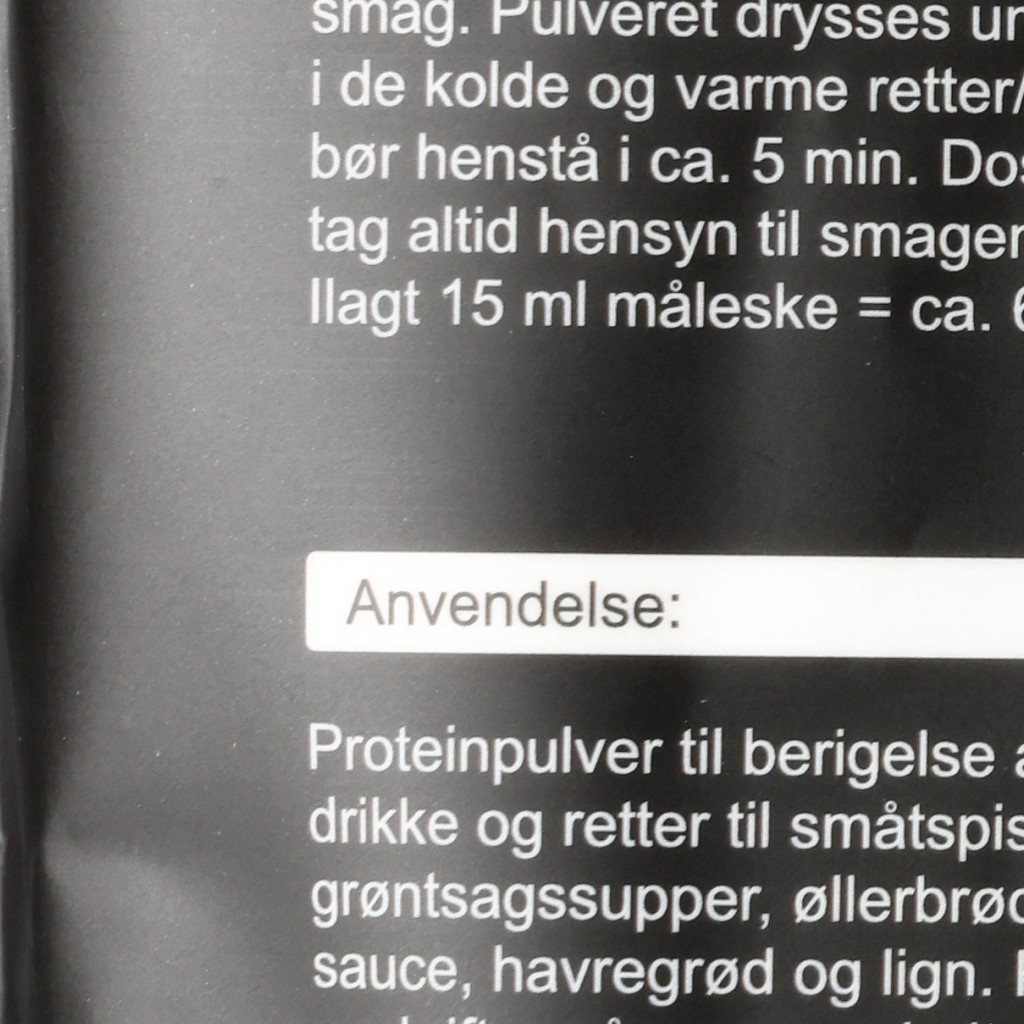 smag. Pulveret drysses
i de kolde og varme retter/
bør henstå i ca. 5 min.
tag altid hensyn til
llagt 15 ml måleske = ca.
Anvendelse:
Proteinpulver til berigelse
drikke og retter til
grøntsagssupper,
sauce, havregrød og lign.